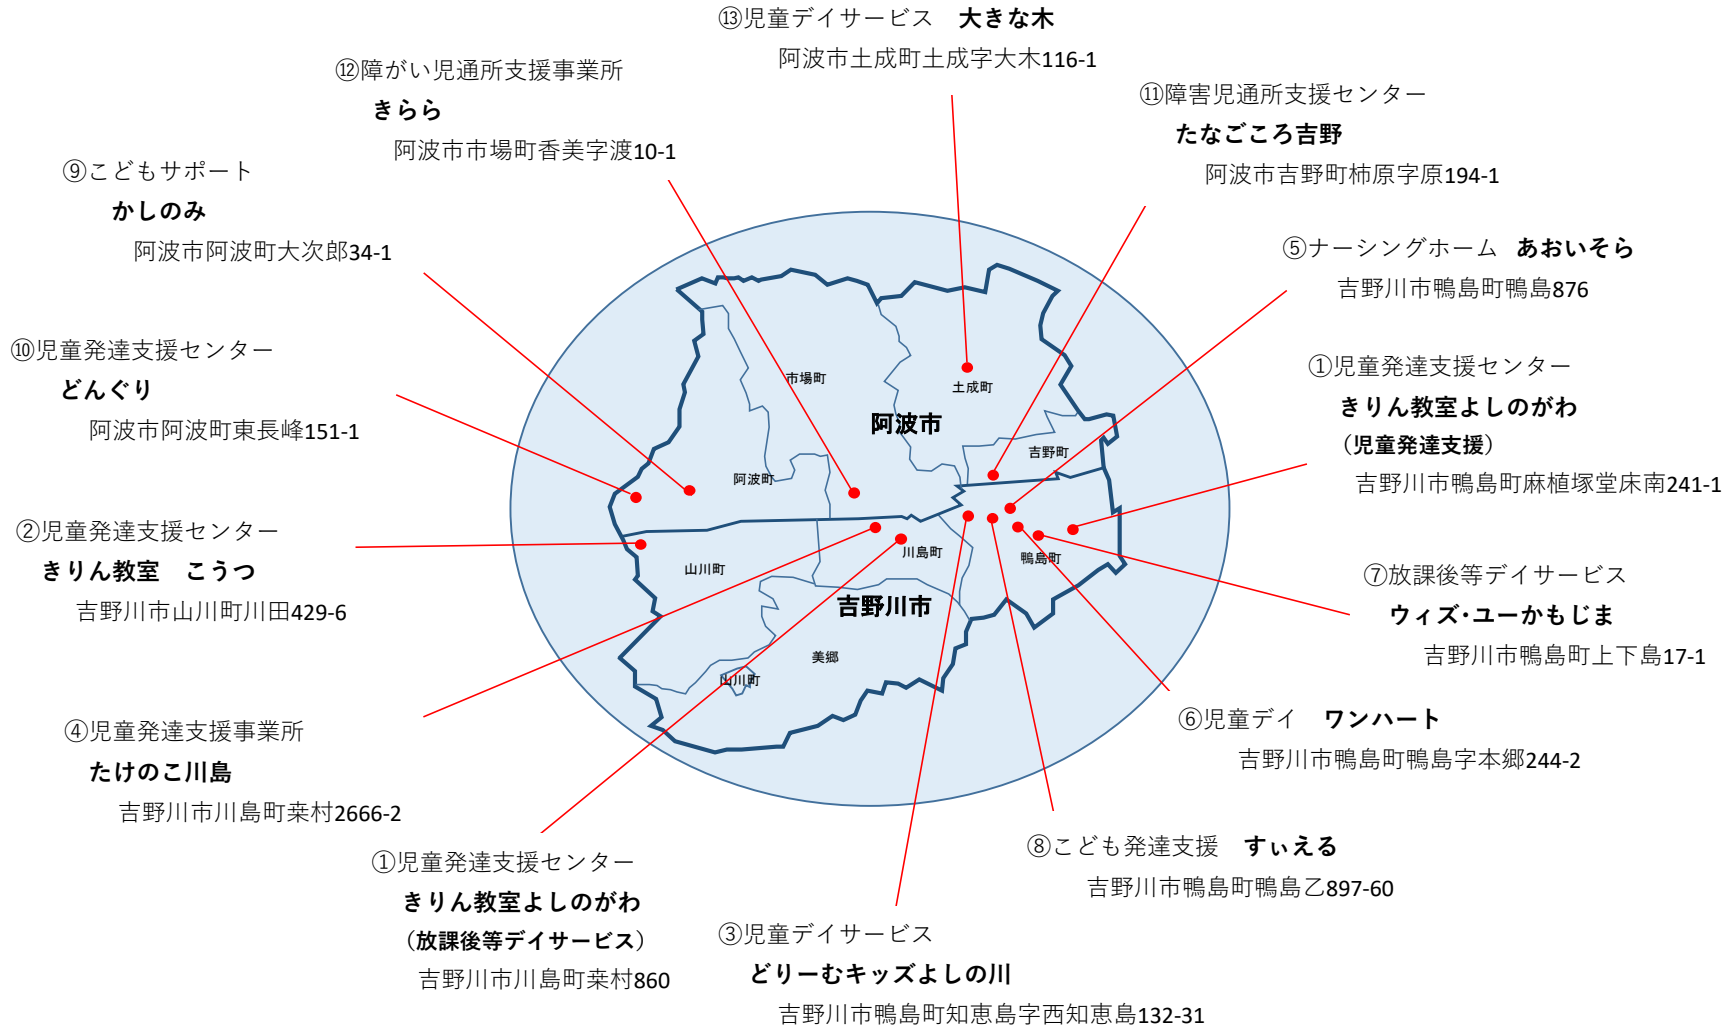 ⑬児童デイサービス　大きな木
阿波市土成町土成字大木116-1
⑫障がい児通所支援事業所
きらら
阿波市市場町香美字渡10-1
⑪障害児通所支援センター
たなごころ吉野
阿波市吉野町柿原字原194-1
⑨こどもサポート
かしのみ
阿波市阿波町大次郎34-1
⑤ナーシングホーム　あおいそら
吉野川市鴨島町鴨島876
⑩児童発達支援センター
どんぐり
阿波市阿波町東長峰151-1
①児童発達支援センター
きりん教室よしのがわ
（児童発達支援）
吉野川市鴨島町麻植塚堂床南241-1
市場町
土成町
阿波市
吉野町
阿波町
②児童発達支援センター
きりん教室　こうつ
吉野川市山川町川田429-6
川島町
鴨島町
山川町
吉野川市
美郷
山川町
⑦放課後等デイサービス
ウィズ・ユーかもじま
吉野川市鴨島町上下島17-1
④児童発達支援事業所
たけのこ川島
吉野川市川島町桒村2666-2
⑥児童デイ　ワンハート
吉野川市鴨島町鴨島字本郷244-2
①児童発達支援センター
きりん教室よしのがわ
（放課後等デイサービス）
吉野川市川島町桒村860
⑧こども発達支援　すぃえる
吉野川市鴨島町鴨島乙897-60
③児童デイサービス
どりーむキッズよしの川
吉野川市鴨島町知恵島字西知恵島132-31